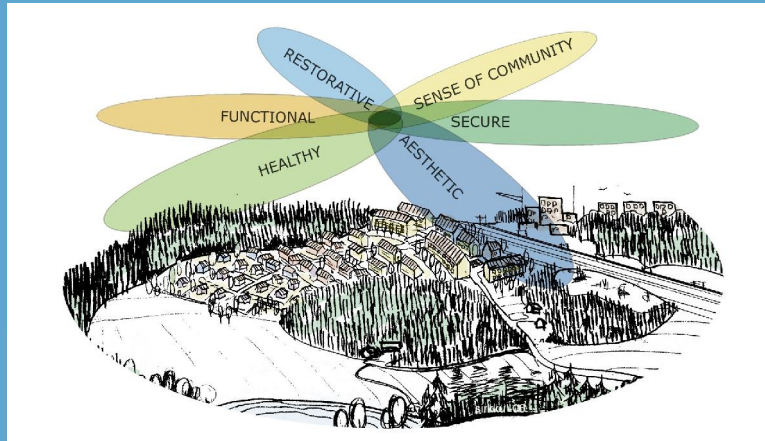 RESTORATIVE
SENSE OF COMMUNITY
FUNCTIONAL
SECURE
HEALTHY
AESTHETIC